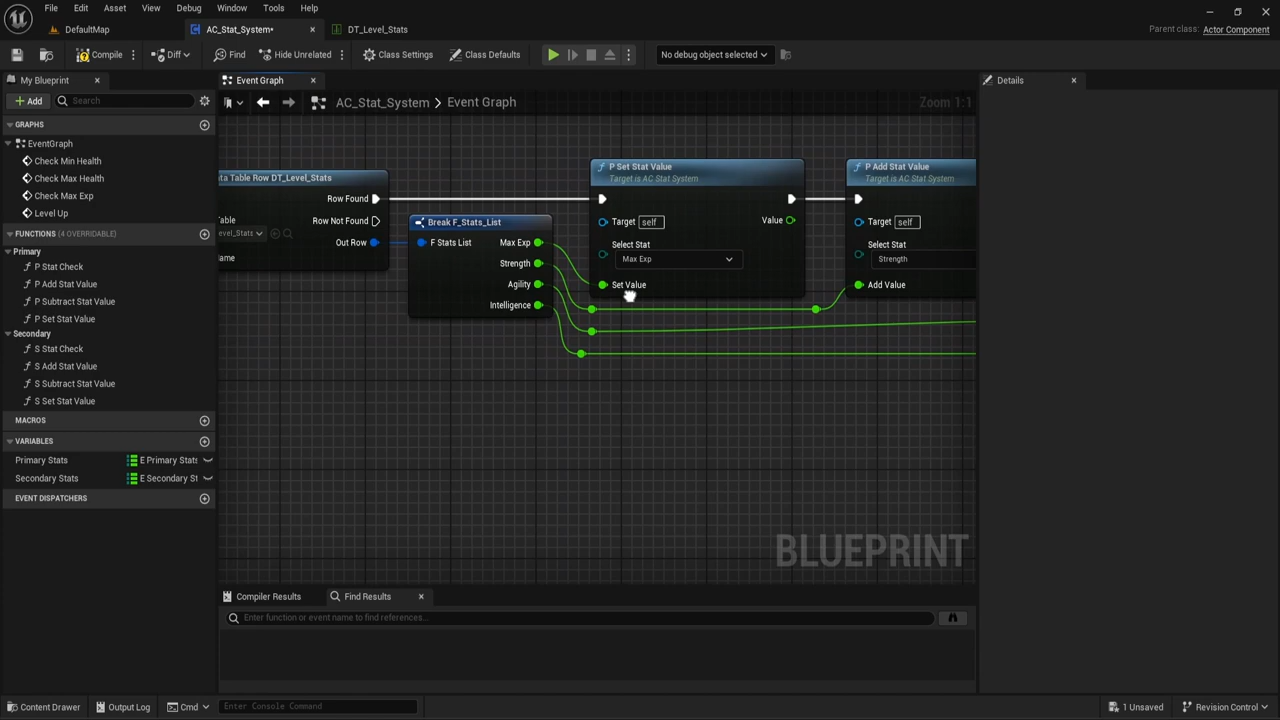 File Edit Asset View Debug Window Tools Help
DefaultMap
AC_Stat_System*
DT_Level_Stats
Parent class: Actor Component
Compile
Diff
Find
Hide Unrelated
Class Settings
Class Defaults
No debug object selected
My Blueprint
Event Graph
Details
Add
Search
AC_Stat_System > Event Graph
Zoom 1:1
GRAPHS
EventGraph
Check Min Health
Check Max Health
Check Max Exp
Level Up
FUNCTIONS (4 OVERRIDABLE)
Primary
P Stat Check
P Add Stat Value
P Subtract Stat Value
P Set Stat Value
Secondary
S Stat Check
S Add Stat Value
S Subtract Stat Value
S Set Stat Value
MACROS
VARIABLES
Primary Stats E Primary Stats
Secondary Stats E Secondary St
EVENT DISPATCHERS
ta Table Row DT_Level_Stats
Row Found
Table Row Not Found
evel_Stats
Out Row
ame
Break F_Stats_List
F Stats List Max Exp
Strength
Agility
Intelligence
P Set Stat Value
Target is AC Stat System
Target self Value
Select Stat
Max Exp
Set Value
P Add Stat Value
Target is AC Stat System
Target self
Select Stat
Strength
Add Value
BLUEPRINT
Compiler Results
Find Results
Enter function or event name to find references...
Content Drawer
Output Log
Cmd
Enter Console Command
1 Unsaved
Revision Control